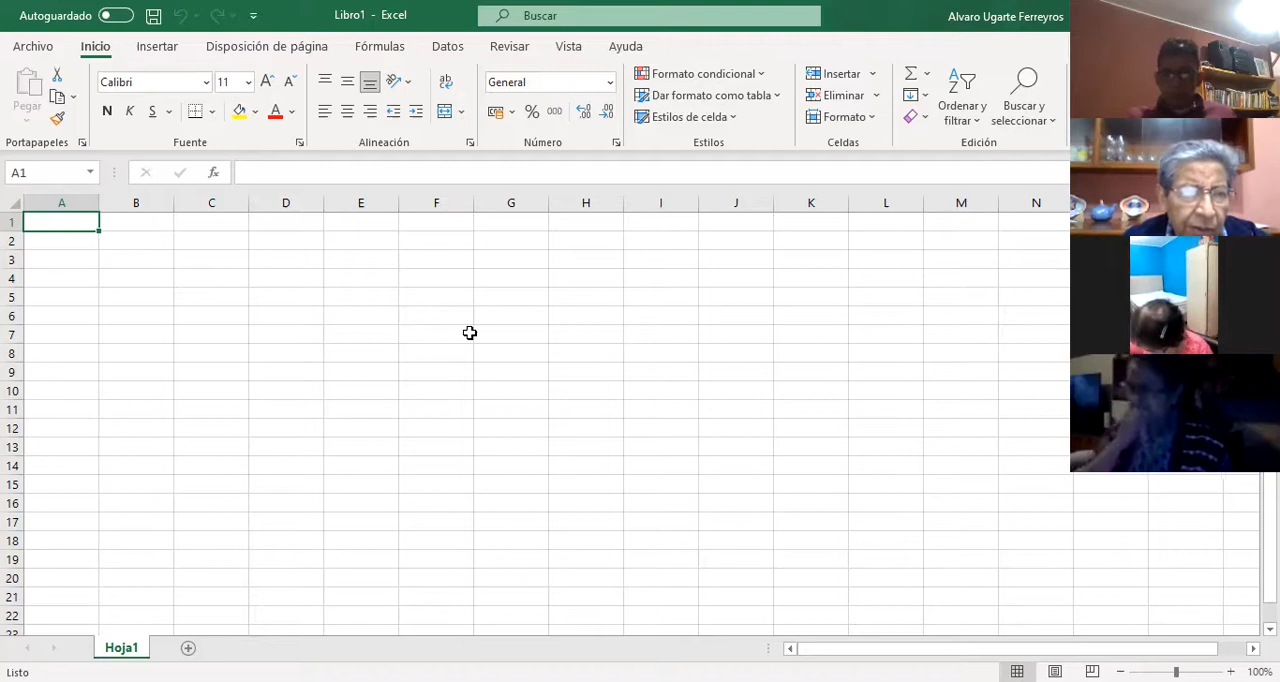 Autoguardado Libro1 - Excel Buscar Alvaro Ugarte Ferreyros
Archivo Inicio Insertar Disposición de página Fórmulas Datos Revisar Vista Ayuda
Pegar Calibri 11 General Formato condicional Insertar Σ Ordenar y filtrar Buscar y seleccionar
N K S A ab % 000 Dar formato como tabla Eliminar
Estilos de celda Formato
Portapapeles Fuente Alineación Número Estilos Celdas Edición
A1 fx
A B C D E F G H I J K L M N
1
2
3
4
5
6
7
8
9
10
11
12
13
14
15
16
17
18
19
20
21
22
23
Hoja1
Listo 100%